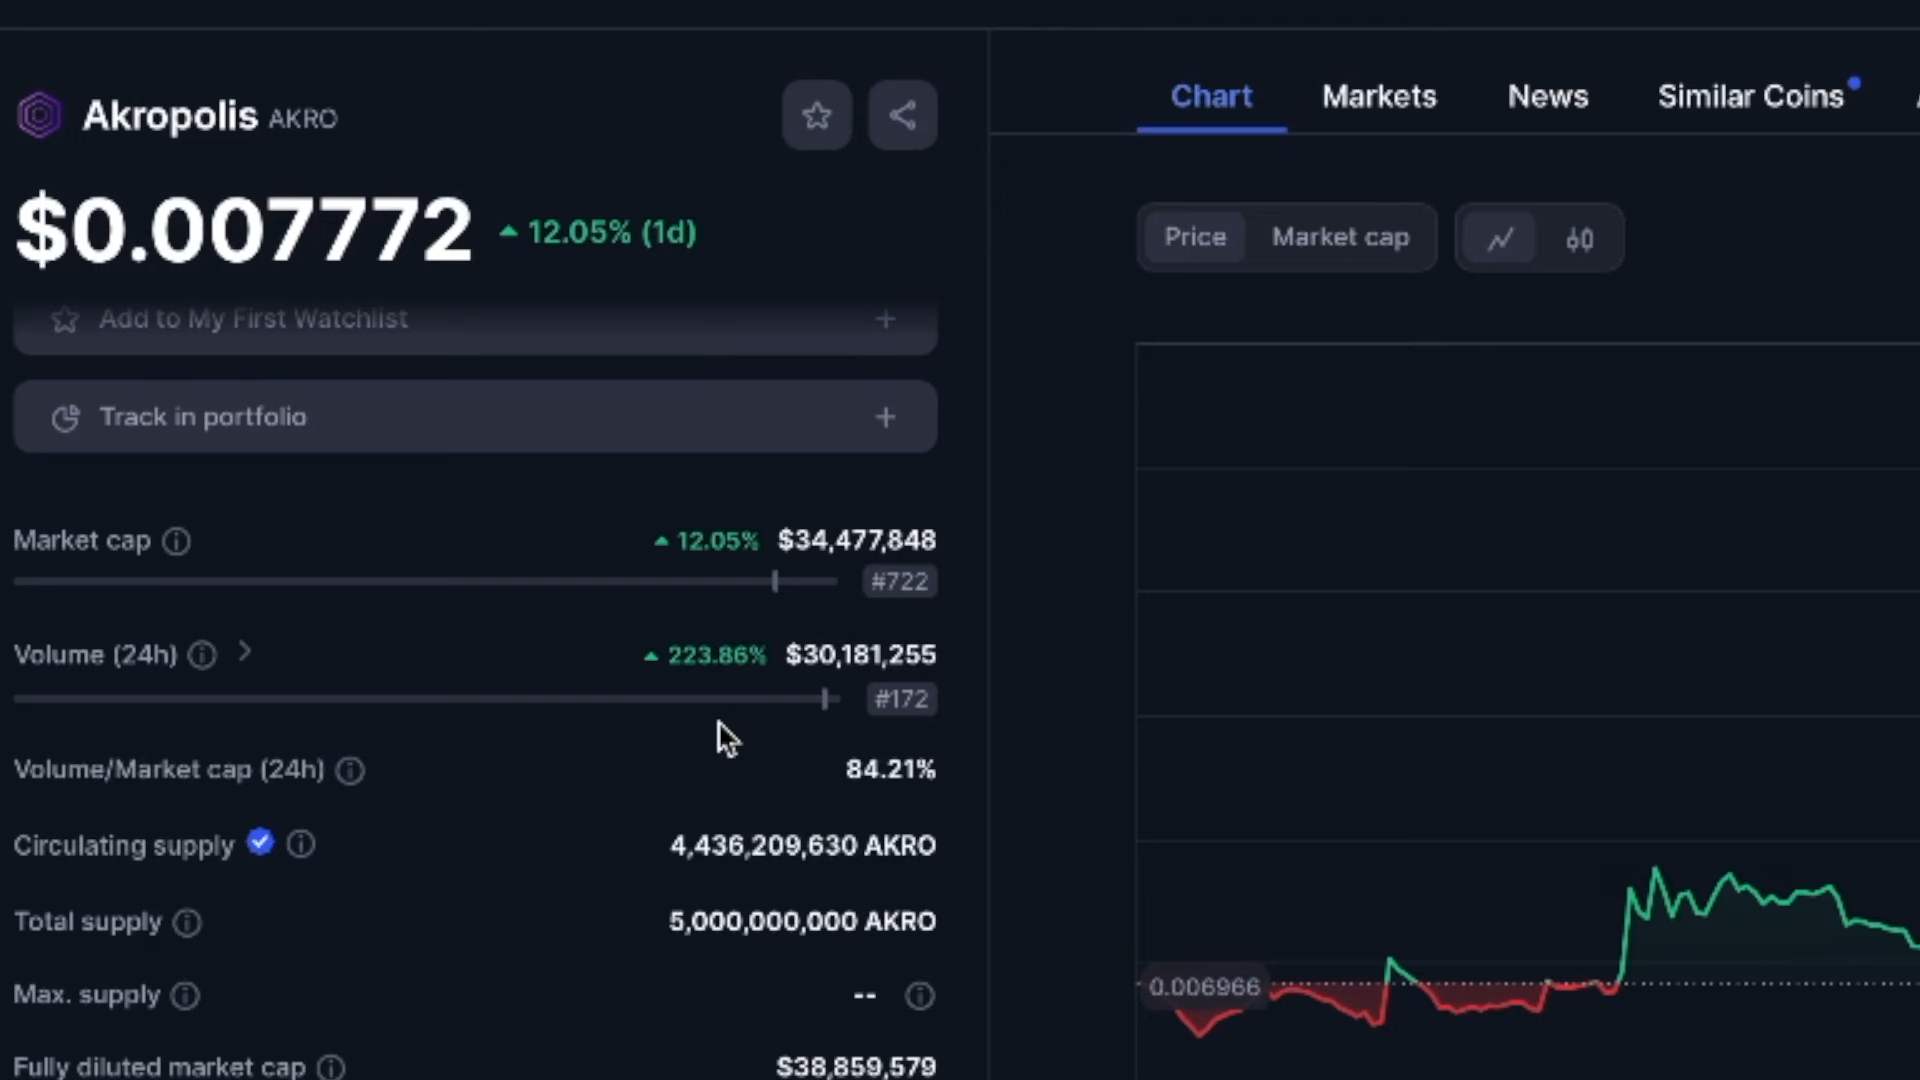 Akropolis AKRO
$0.007772 12.05% (1d)
Add to My First Watchlist
Track in portfolio
Market cap 12.05% $34,477,848
#722
Volume (24h) 223.86% $30,181,255
#172
Volume/Market cap (24h) 84.21%
Circulating supply 4,436,209,630 AKRO
Total supply 5,000,000,000 AKRO
Max. supply --
Fully diluted market cap $38,859,579
Chart Markets News Similar Coins
Price Market cap
0.006966